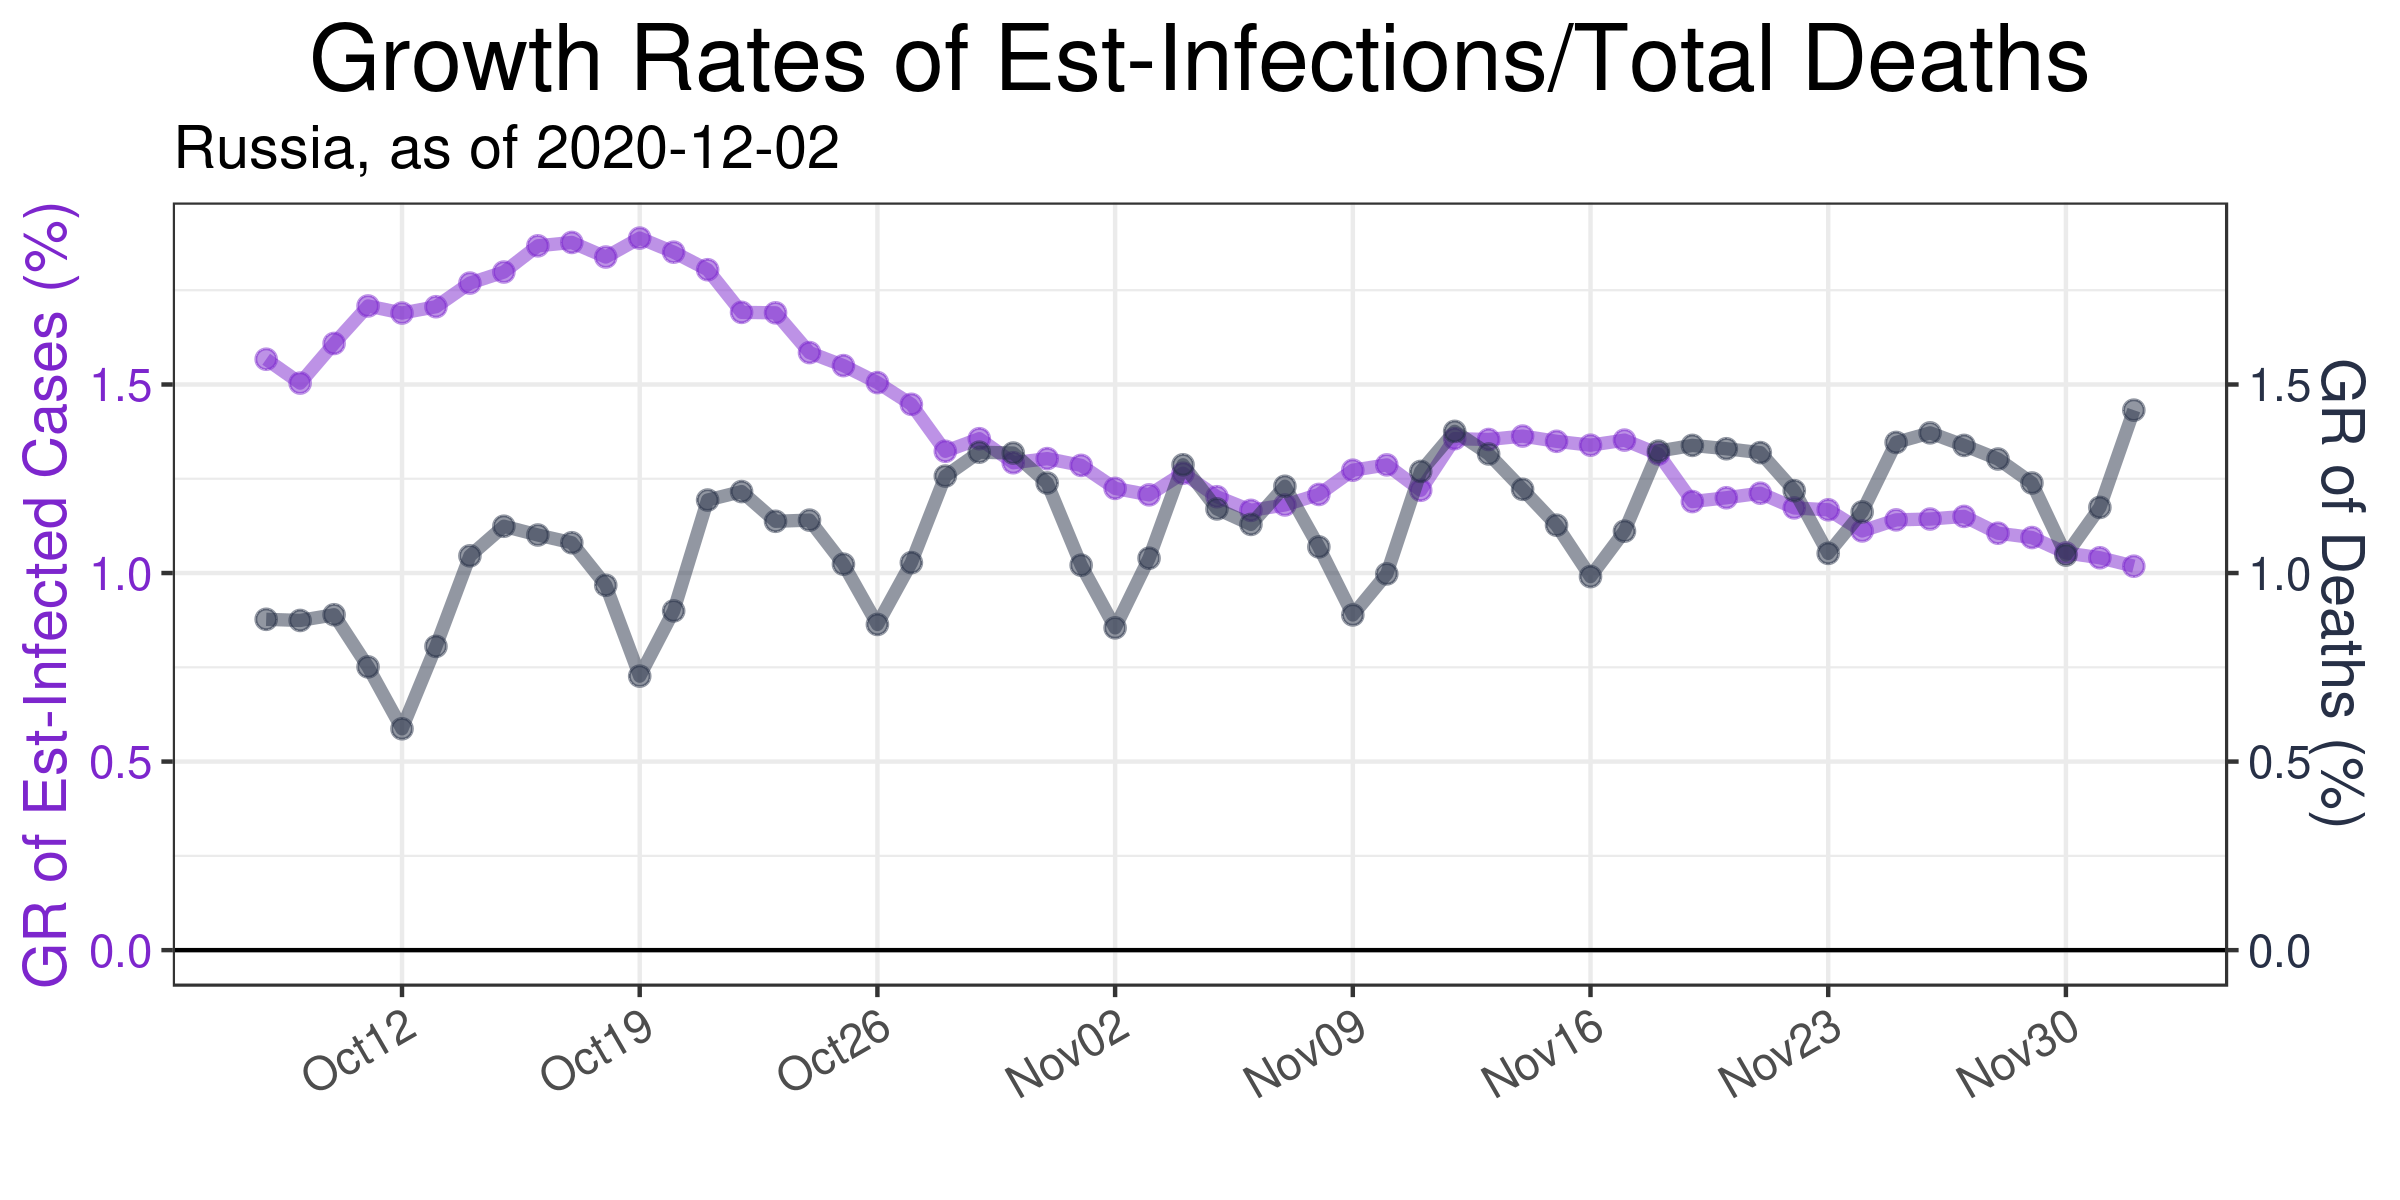 Growth Rates of Est-Infections/Total Deaths
Russia, as of 2020-12-02
GR of Est-Infected Cases (%)
1.5
1.0
0.5
0.0
1.5
1.0
0.5
0.0
GR of Deaths (%)
Oct12
Oct19
Oct26
Nov02
Nov09
Nov16
Nov23
Nov30